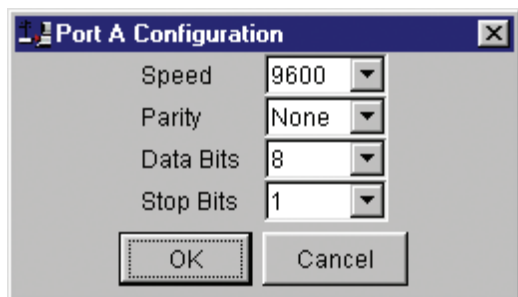 Port A Configuration
Speed 9600
Parity None
Data Bits 8
Stop Bits 1
OK Cancel